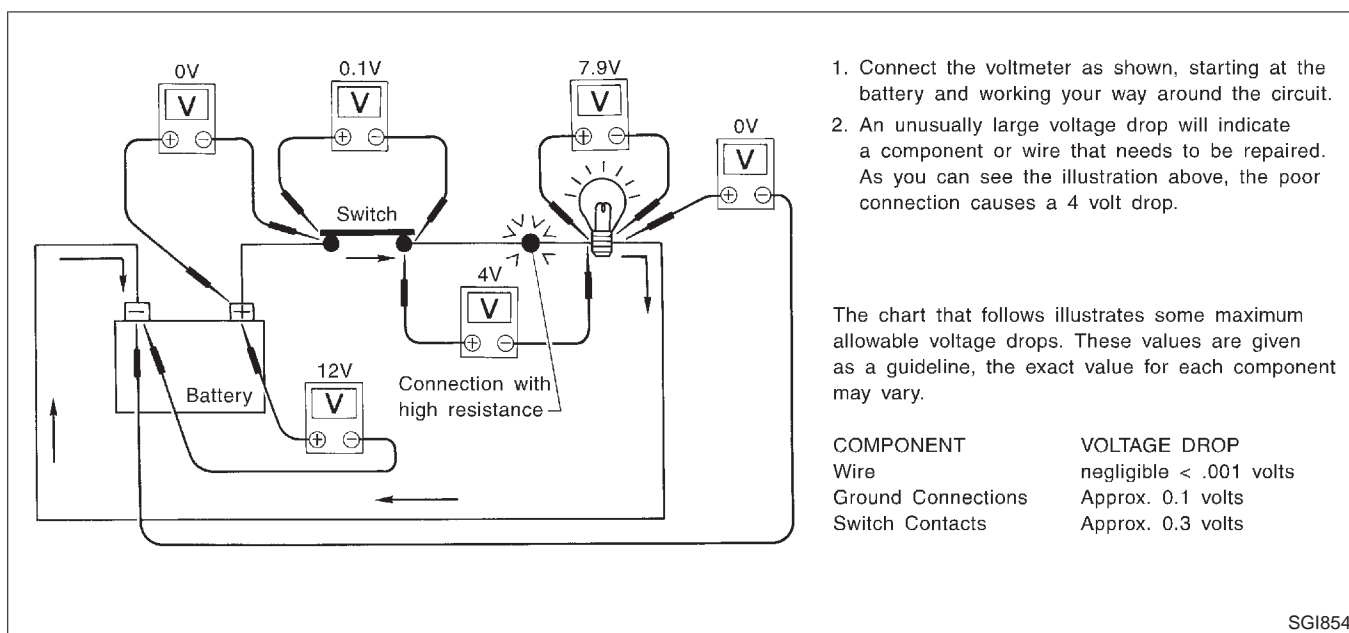 0V
0.1V
7.9V
0V
V
V
V
V
Switch
4V
V
12V
V
Battery
Connection with
high resistance
1. Connect the voltmeter as shown, starting at the
battery and working your way around the circuit.
2. An unusually large voltage drop will indicate
a component or wire that needs to be repaired.
As you can see the illustration above, the poor
connection causes a 4 volt drop.
The chart that follows illustrates some maximum
allowable voltage drops. These values are given
as a guideline, the exact value for each component
may vary.
COMPONENT VOLTAGE DROP
Wire negligible < .001 volts
Ground Connections Approx. 0.1 volts
Switch Contacts Approx. 0.3 volts
SGI854